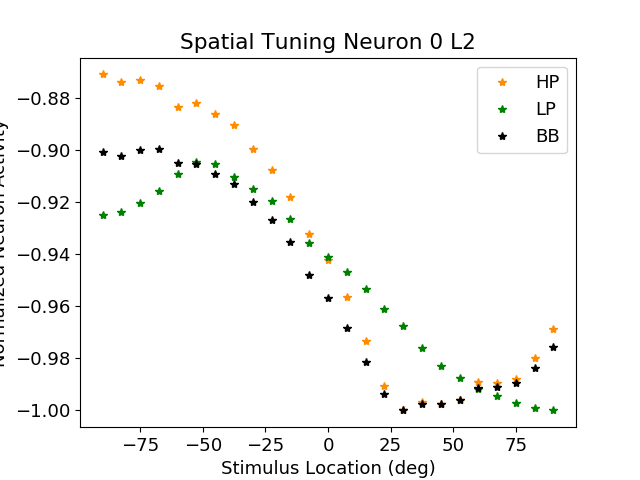 Spatial Tuning Neuron 0 L2
HP
LP
BB
−0.88
−0.90
−0.92
−0.94
−0.96
−0.98
−1.00
Normalized Neuron Activity
−75
−50
−25
0
25
50
75
Stimulus Location (deg)